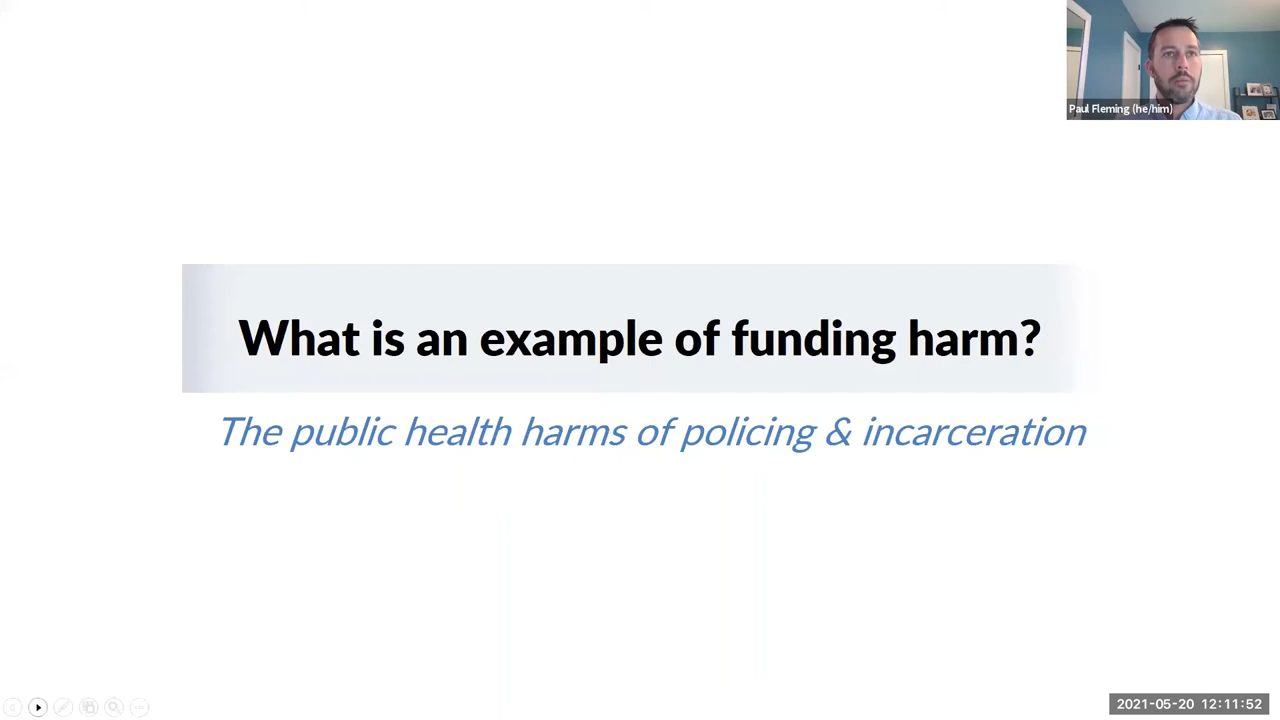 Paul Fleming (he/him)
What is an example of funding harm?
The public health harms of policing & incarceration
2021-05-20 12:11:52